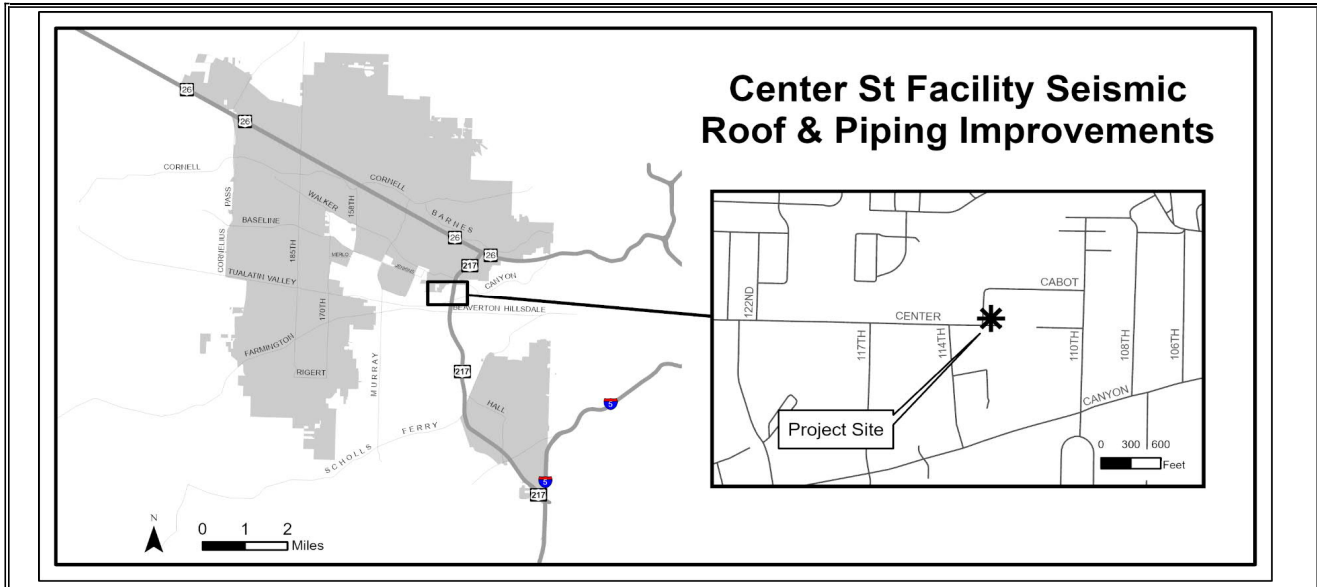 Center St Facility Seismic
Roof & Piping Improvements
26
26
CORNELL
CORNELL
PASS
WALKER
158TH
BARNES
BASELINE
26
26
185TH
MERLO
JENKINS
217
CORNELIUS
CANYON
TUALATIN VALLEY
170TH
BEAVERTON HILLSDALE
FARMINGTON
217
RIGERT
MURRAY
HALL
5
SCHOLLS FERRY
5
217
N
0 1 2
Miles
CABOT
122ND
CENTER
117TH
114TH
110TH
108TH
106TH
CANYON
Project Site
0 300 600
Feet